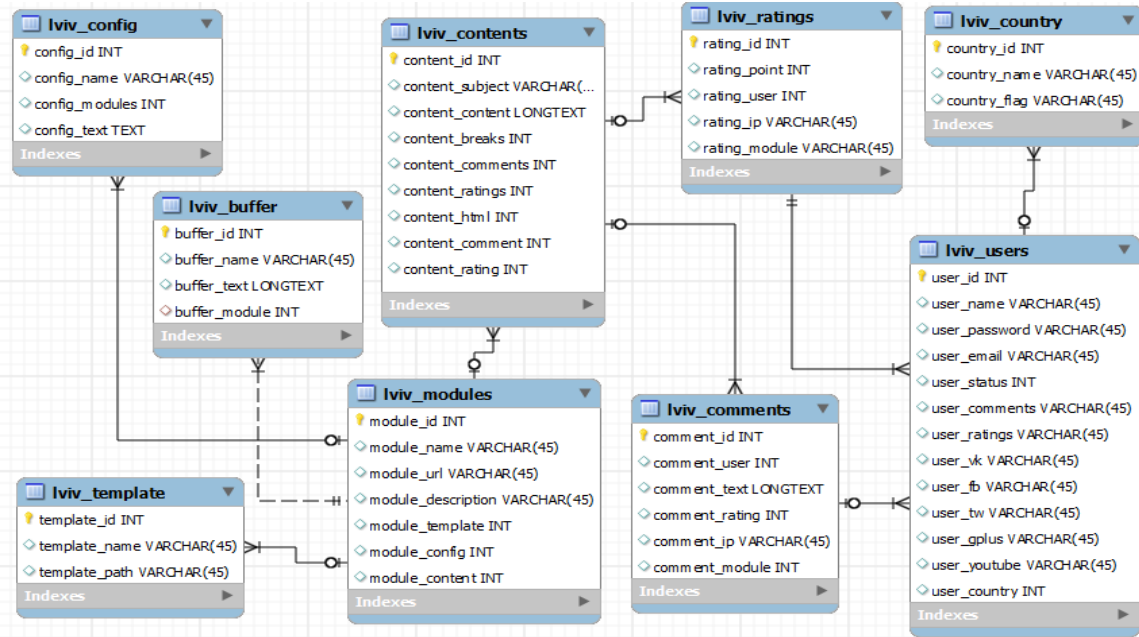 lviv_config
config_id INT
config_name VARCHAR(45)
config_modules INT
config_text TEXT
Indexes
lviv_contents
content_id INT
content_subject VARCHAR(...
content_content LONGTEXT
content_breaks INT
content_comments INT
content_ratings INT
content_html INT
content_comment INT
content_rating INT
Indexes
lviv_ratings
rating_id INT
rating_point INT
rating_user INT
rating_ip VARCHAR(45)
rating_module VARCHAR(45)
Indexes
lviv_country
country_id INT
country_name VARCHAR(45)
country_flag VARCHAR(45)
Indexes
lviv_buffer
buffer_id INT
buffer_name VARCHAR(45)
buffer_text LONGTEXT
buffer_module INT
Indexes
lviv_users
user_id INT
user_name VARCHAR(45)
user_password VARCHAR(45)
user_email VARCHAR(45)
user_status INT
user_comments VARCHAR(45)
user_ratings VARCHAR(45)
user_vk VARCHAR(45)
user_fb VARCHAR(45)
user_tw VARCHAR(45)
user_gplus VARCHAR(45)
user_youtube VARCHAR(45)
user_country INT
Indexes
lviv_modules
module_id INT
module_name VARCHAR(45)
module_url VARCHAR(45)
module_description VARCHAR(45)
module_template INT
module_config INT
module_content INT
Indexes
lviv_comments
comment_id INT
comment_user INT
comment_text LONGTEXT
comment_rating INT
comment_ip VARCHAR(45)
comment_module INT
Indexes
lviv_template
template_id INT
template_name VARCHAR(45)
template_path VARCHAR(45)
Indexes